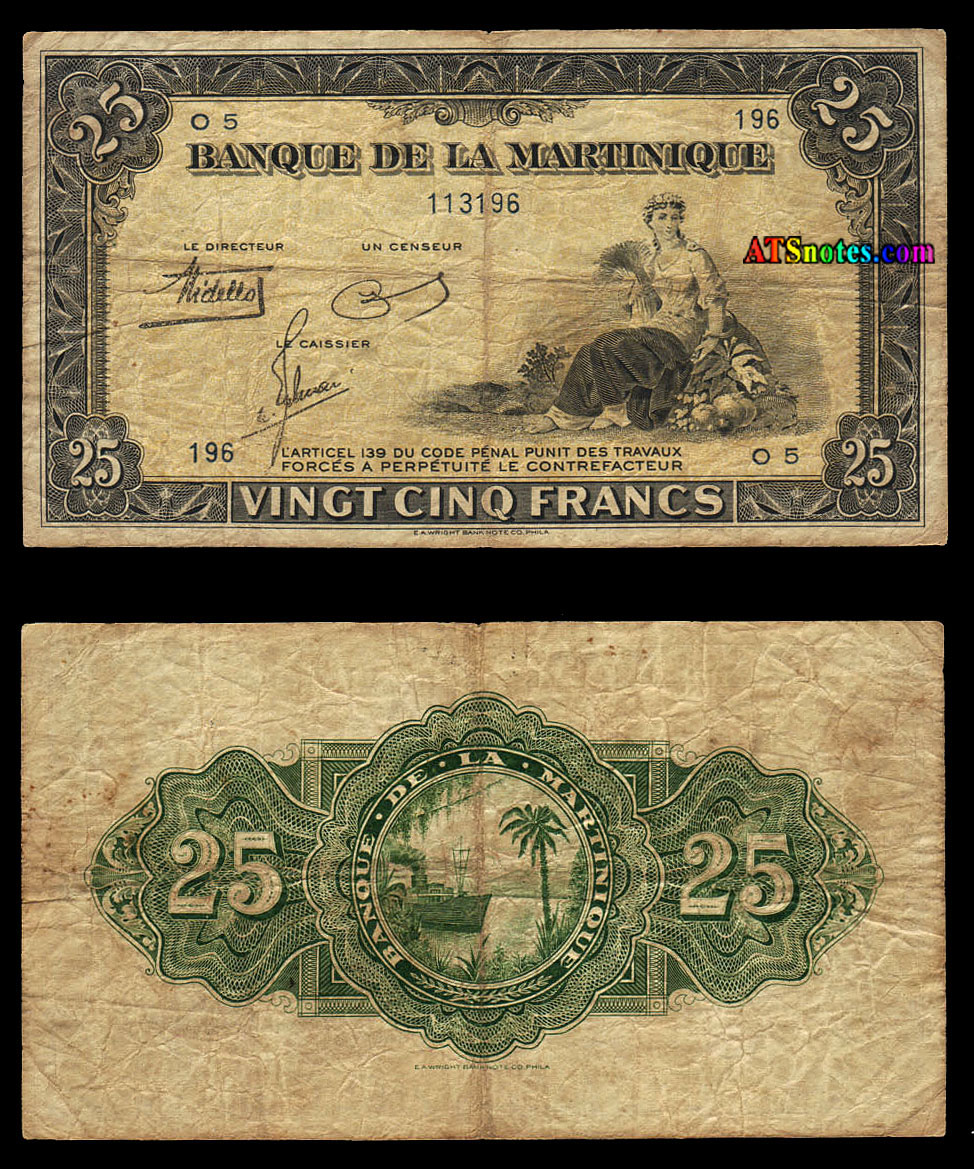 25
25
O 5
196
BANQUE DE LA MARTINIQUE
113196
ATSnotes.com
LE DIRECTEUR
UN CENSEUR
LE CAISSIER
196
L'ARTICEL 139 DU CODE PÉNAL PUNIT DES TRAVAUX
FORCÉS A PERPÉTUITÉ LE CONTREFACTEUR
O 5
25
25
VINGT CINQ FRANCS
E.A.WRIGHT BANK NOTE CO. PHILA
BANQUE · DE · LA · MARTINIQUE
25
25
E.A.WRIGHT BANK NOTE CO. PHILA